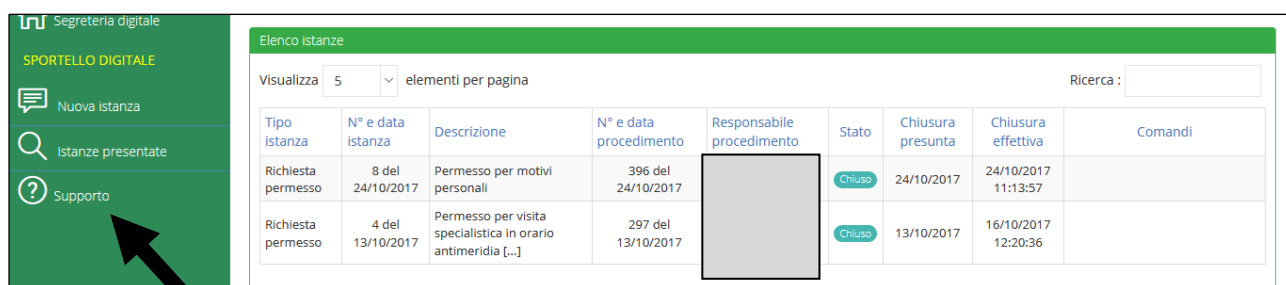 Segreteria digitale
SPORTELLO DIGITALE
Nuova istanza
Istanze presentate
Supporto
Elenco istanze
Visualizza 5 elementi per pagina Ricerca :
Tipo istanza N° e data istanza Descrizione N° e data procedimento Responsabile procedimento Stato Chiusura presunta Chiusura effettiva Comandi
Richiesta permesso 8 del 24/10/2017 Permesso per motivi personali 396 del 24/10/2017 Chiuso 24/10/2017 24/10/2017 11:13:57
Richiesta permesso 4 del 13/10/2017 Permesso per visita specialistica in orario antimeridia [...] 297 del 13/10/2017 Chiuso 13/10/2017 16/10/2017 12:20:36